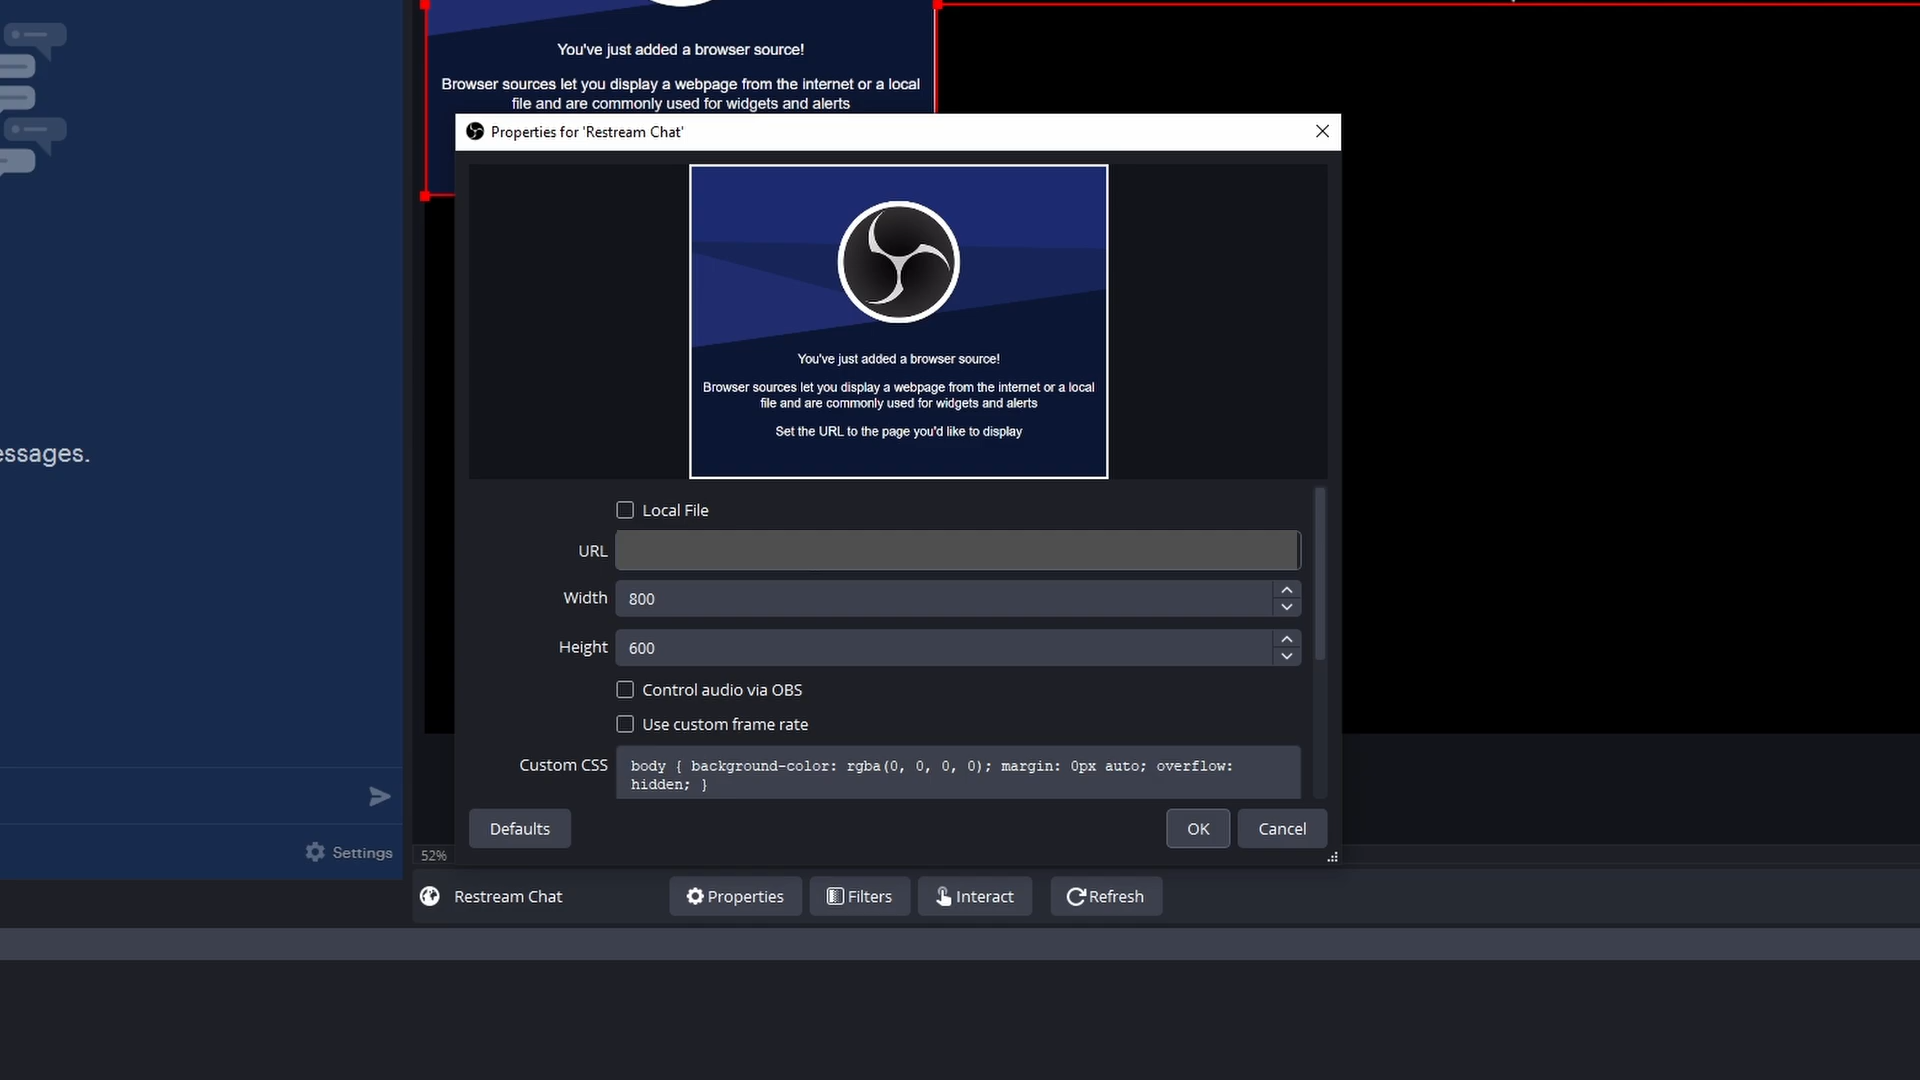 You've just added a browser source!
Browser sources let you display a webpage from the internet or a local
file and are commonly used for widgets and alerts
Properties for 'Restream Chat'
You've just added a browser source!
Browser sources let you display a webpage from the internet or a local
file and are commonly used for widgets and alerts
Set the URL to the page you'd like to display
essages.
Local File
URL
Width 800
Height 600
Control audio via OBS
Use custom frame rate
Custom CSS body { background-color: rgba(0, 0, 0, 0); margin: 0px auto; overflow:
hidden; }
Defaults OK Cancel
Settings 52%
Restream Chat Properties Filters Interact Refresh